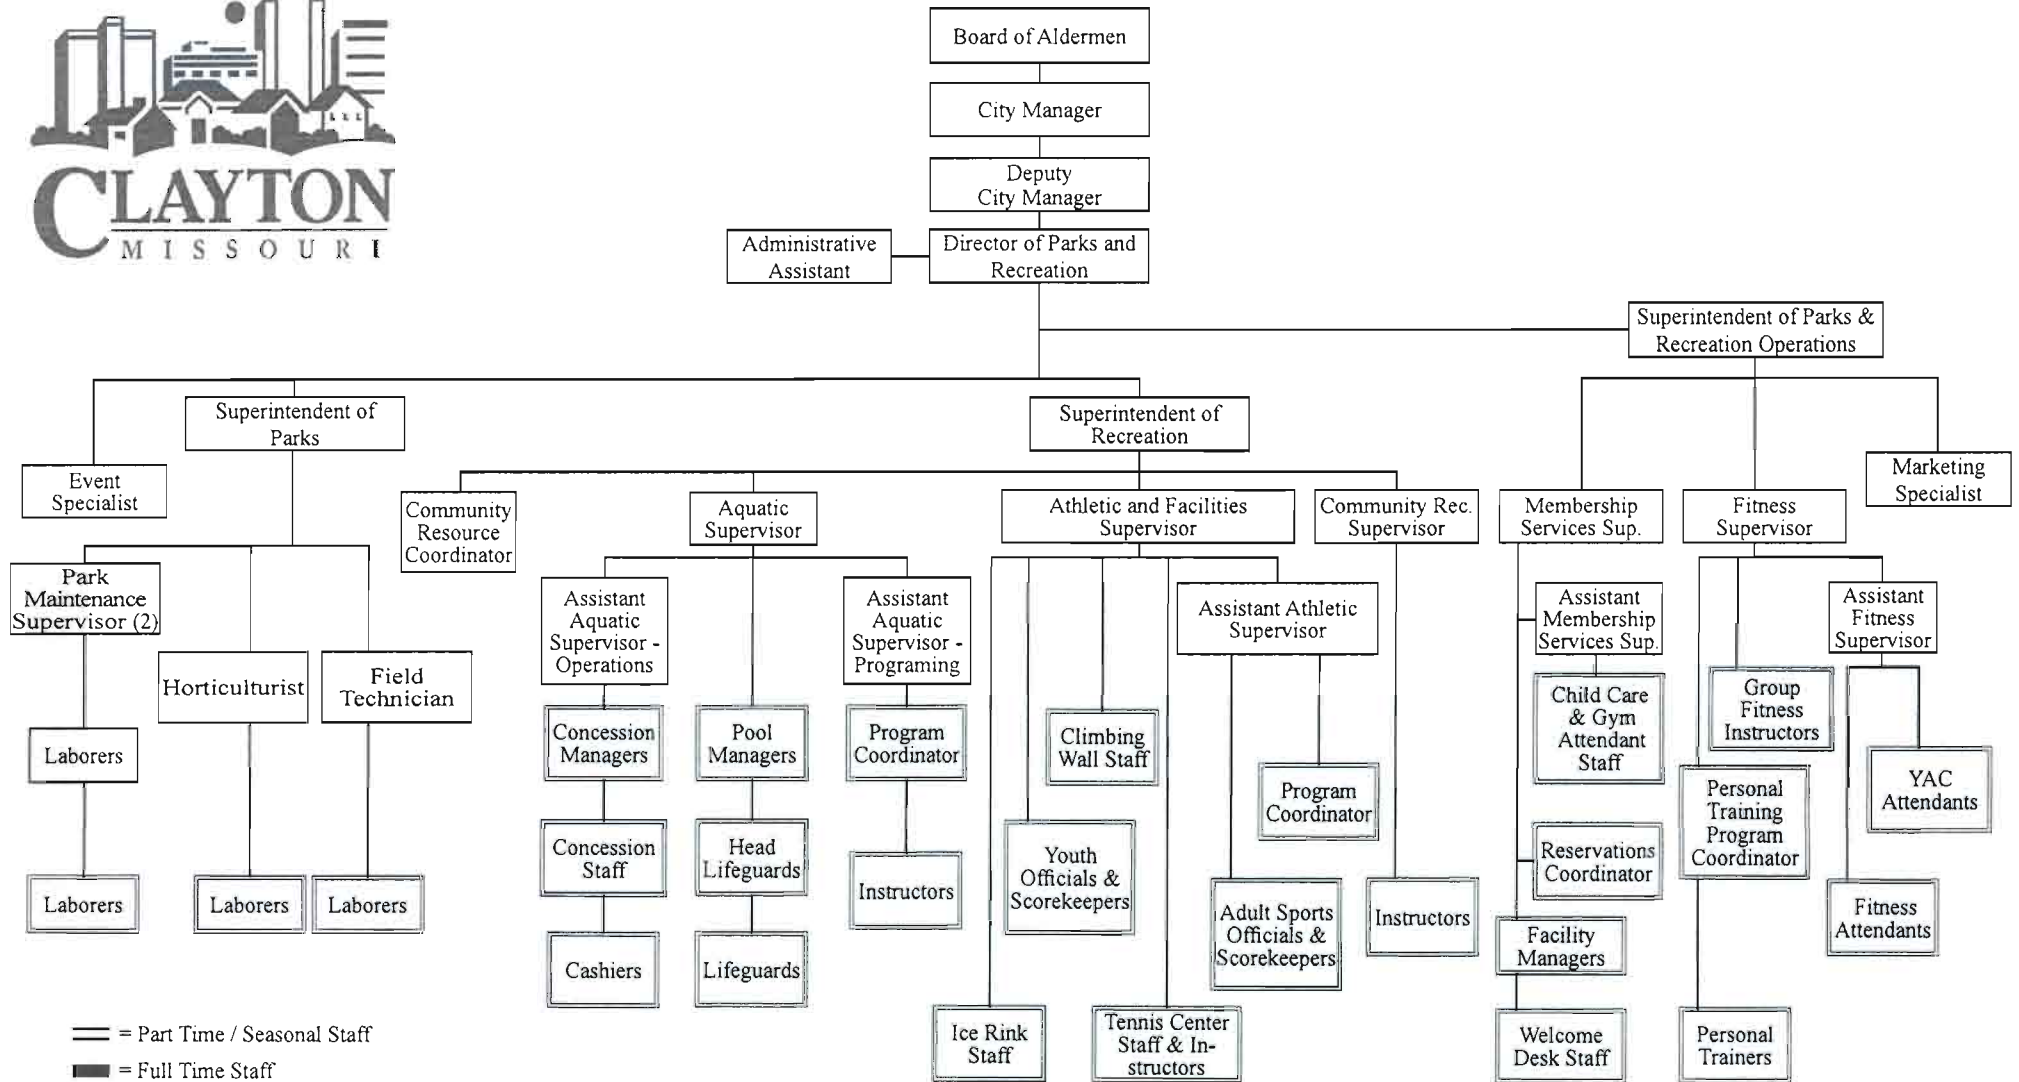 CLAYTON
MISSOURI
Board of Aldermen
City Manager
Deputy
City Manager
Administrative
Assistant
Director of Parks and
Recreation
Superintendent of Parks &
Recreation Operations
Superintendent of
Parks
Superintendent of
Recreation
Event
Specialist
Community
Resource
Coordinator
Aquatic
Supervisor
Athletic and Facilities
Supervisor
Community Rec.
Supervisor
Membership
Services Sup.
Fitness
Supervisor
Marketing
Specialist
Park
Maintenance
Supervisor (2)
Horticulturist
Field
Technician
Assistant
Aquatic
Supervisor -
Operations
Assistant
Aquatic
Supervisor -
Programing
Assistant Athletic
Supervisor
Assistant
Membership
Services Sup.
Assistant
Fitness
Supervisor
Laborers
Concession
Managers
Pool
Managers
Program
Coordinator
Climbing
Wall Staff
Program
Coordinator
Child Care
& Gym
Attendant
Staff
Group
Fitness
Instructors
YAC
Attendants
Personal
Training
Program
Coordinator
Concession
Staff
Head
Lifeguards
Instructors
Youth
Officials &
Scorekeepers
Reservations
Coordinator
Laborers
Laborers
Laborers
Cashiers
Lifeguards
Adult Sports
Officials &
Scorekeepers
Instructors
Facility
Managers
Fitness
Attendants
Ice Rink
Staff
Tennis Center
Staff & In-
structors
Welcome
Desk Staff
Personal
Trainers
= Part Time / Seasonal Staff
= Full Time Staff